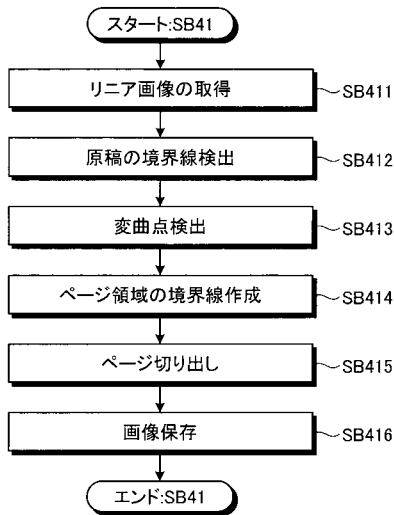 スタート:SB41
リニア画像の取得
SB411
原稿の境界線検出
SB412
変曲点検出
SB413
ページ領域の境界線作成
SB414
ページ切り出し
SB415
画像保存
SB416
エンド:SB41